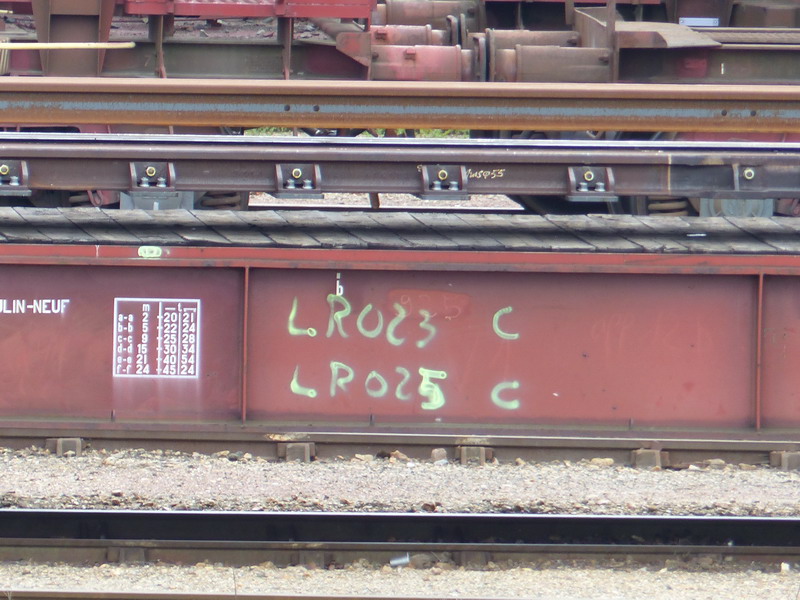 ULIN-NEUF
m t
a-a 2 20 21
b-b 5 22 24
c-c 9 25 28
d-d 15 30 34
e-e 21 40 54
f-f 24 45 24
b
LR023 C
LR025 C